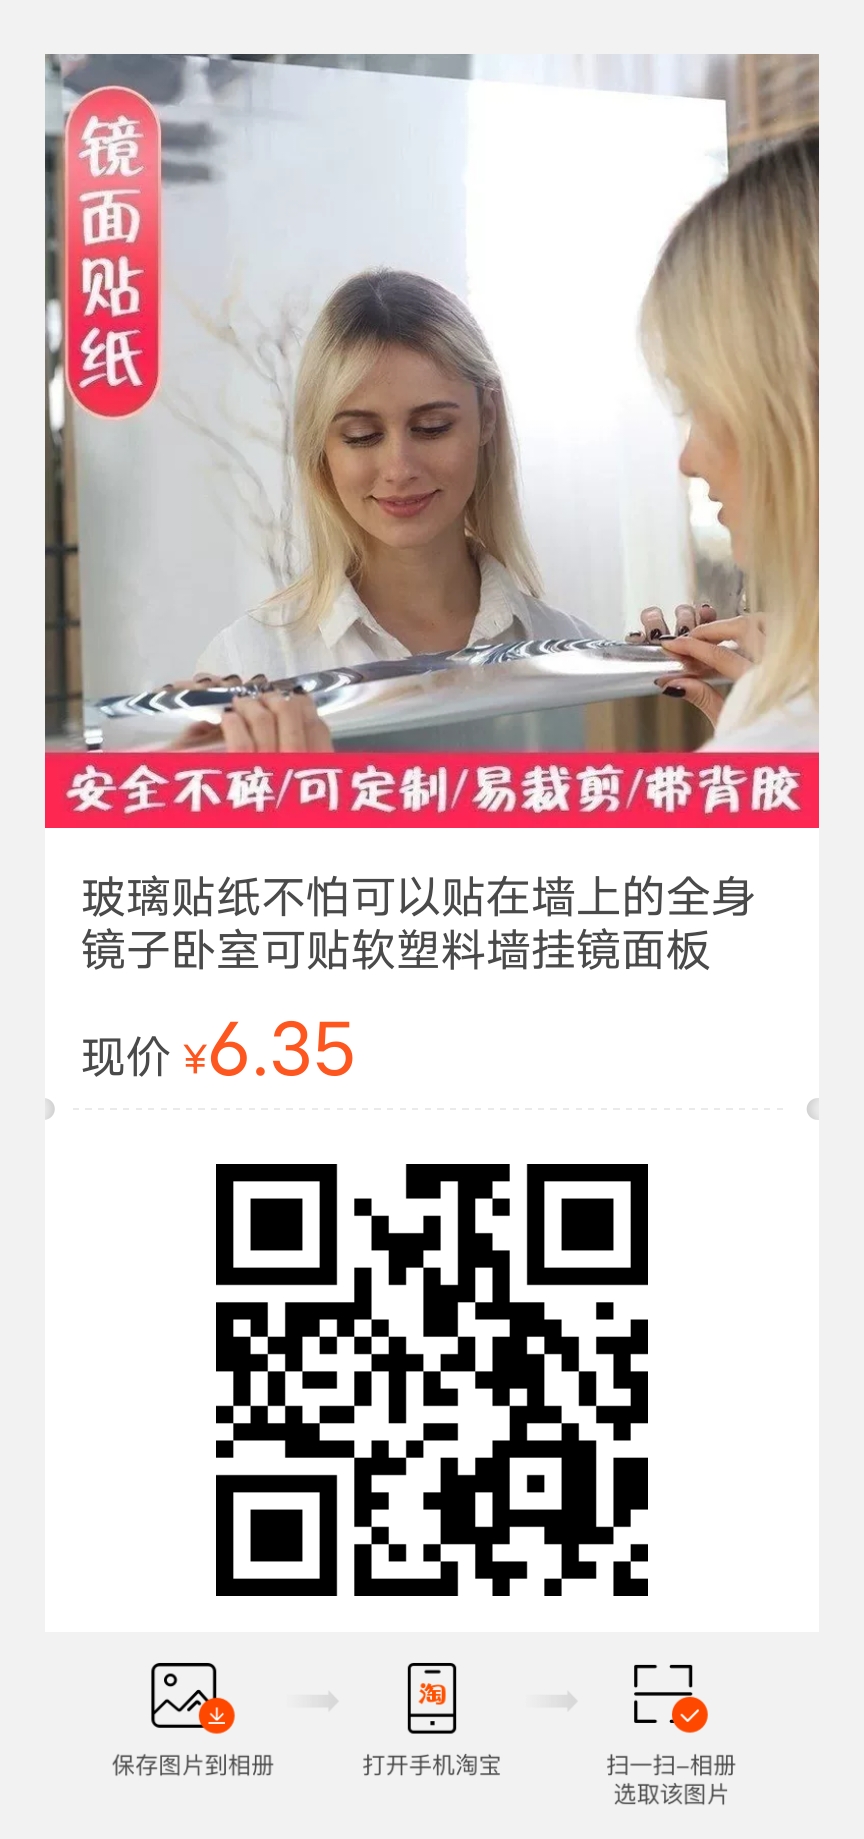 镜面贴纸
安全不碎/可定制/易裁剪/带背胶
玻璃贴纸不怕可以贴在墙上的全身
镜子卧室可贴软塑料墙挂镜面板
现价 ¥6.35
淘
保存图片到相册
打开手机淘宝
扫一扫-相册
选取该图片